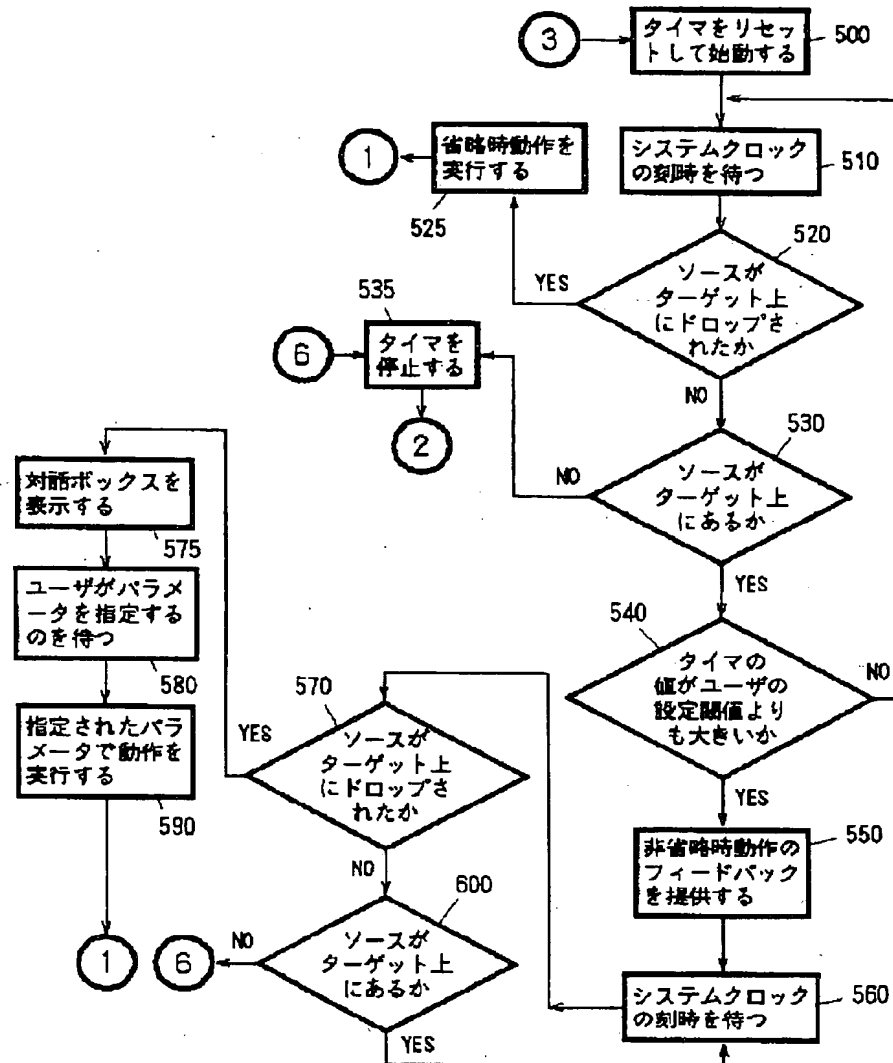 3
タイマをリセッ
トして始動する
500
1
省略時動作を
実行する
525
システムクロック
の刻時を待つ
510
520
YES
ソースが
ターゲット上
にドロップさ
れたか
NO
535
6
タイマを
停止する
2
530
NO
ソースが
ターゲット上
にあるか
YES
対話ボックスを
表示する
575
ユーザがパラメ
ータを指定する
のを待つ
580
指定されたパラ
メータで動作を
実行する
590
1
540
タイマの
値がユーザの
設定閾値より
も大きいか
NO
YES
570
YES
ソースが
ターゲット上
にドロップさ
れたか
NO
非省略時動作の
フィードバック
を提供する
550
600
6
NO
ソースが
ターゲット上
にあるか
YES
システムクロック
の刻時を待つ
560